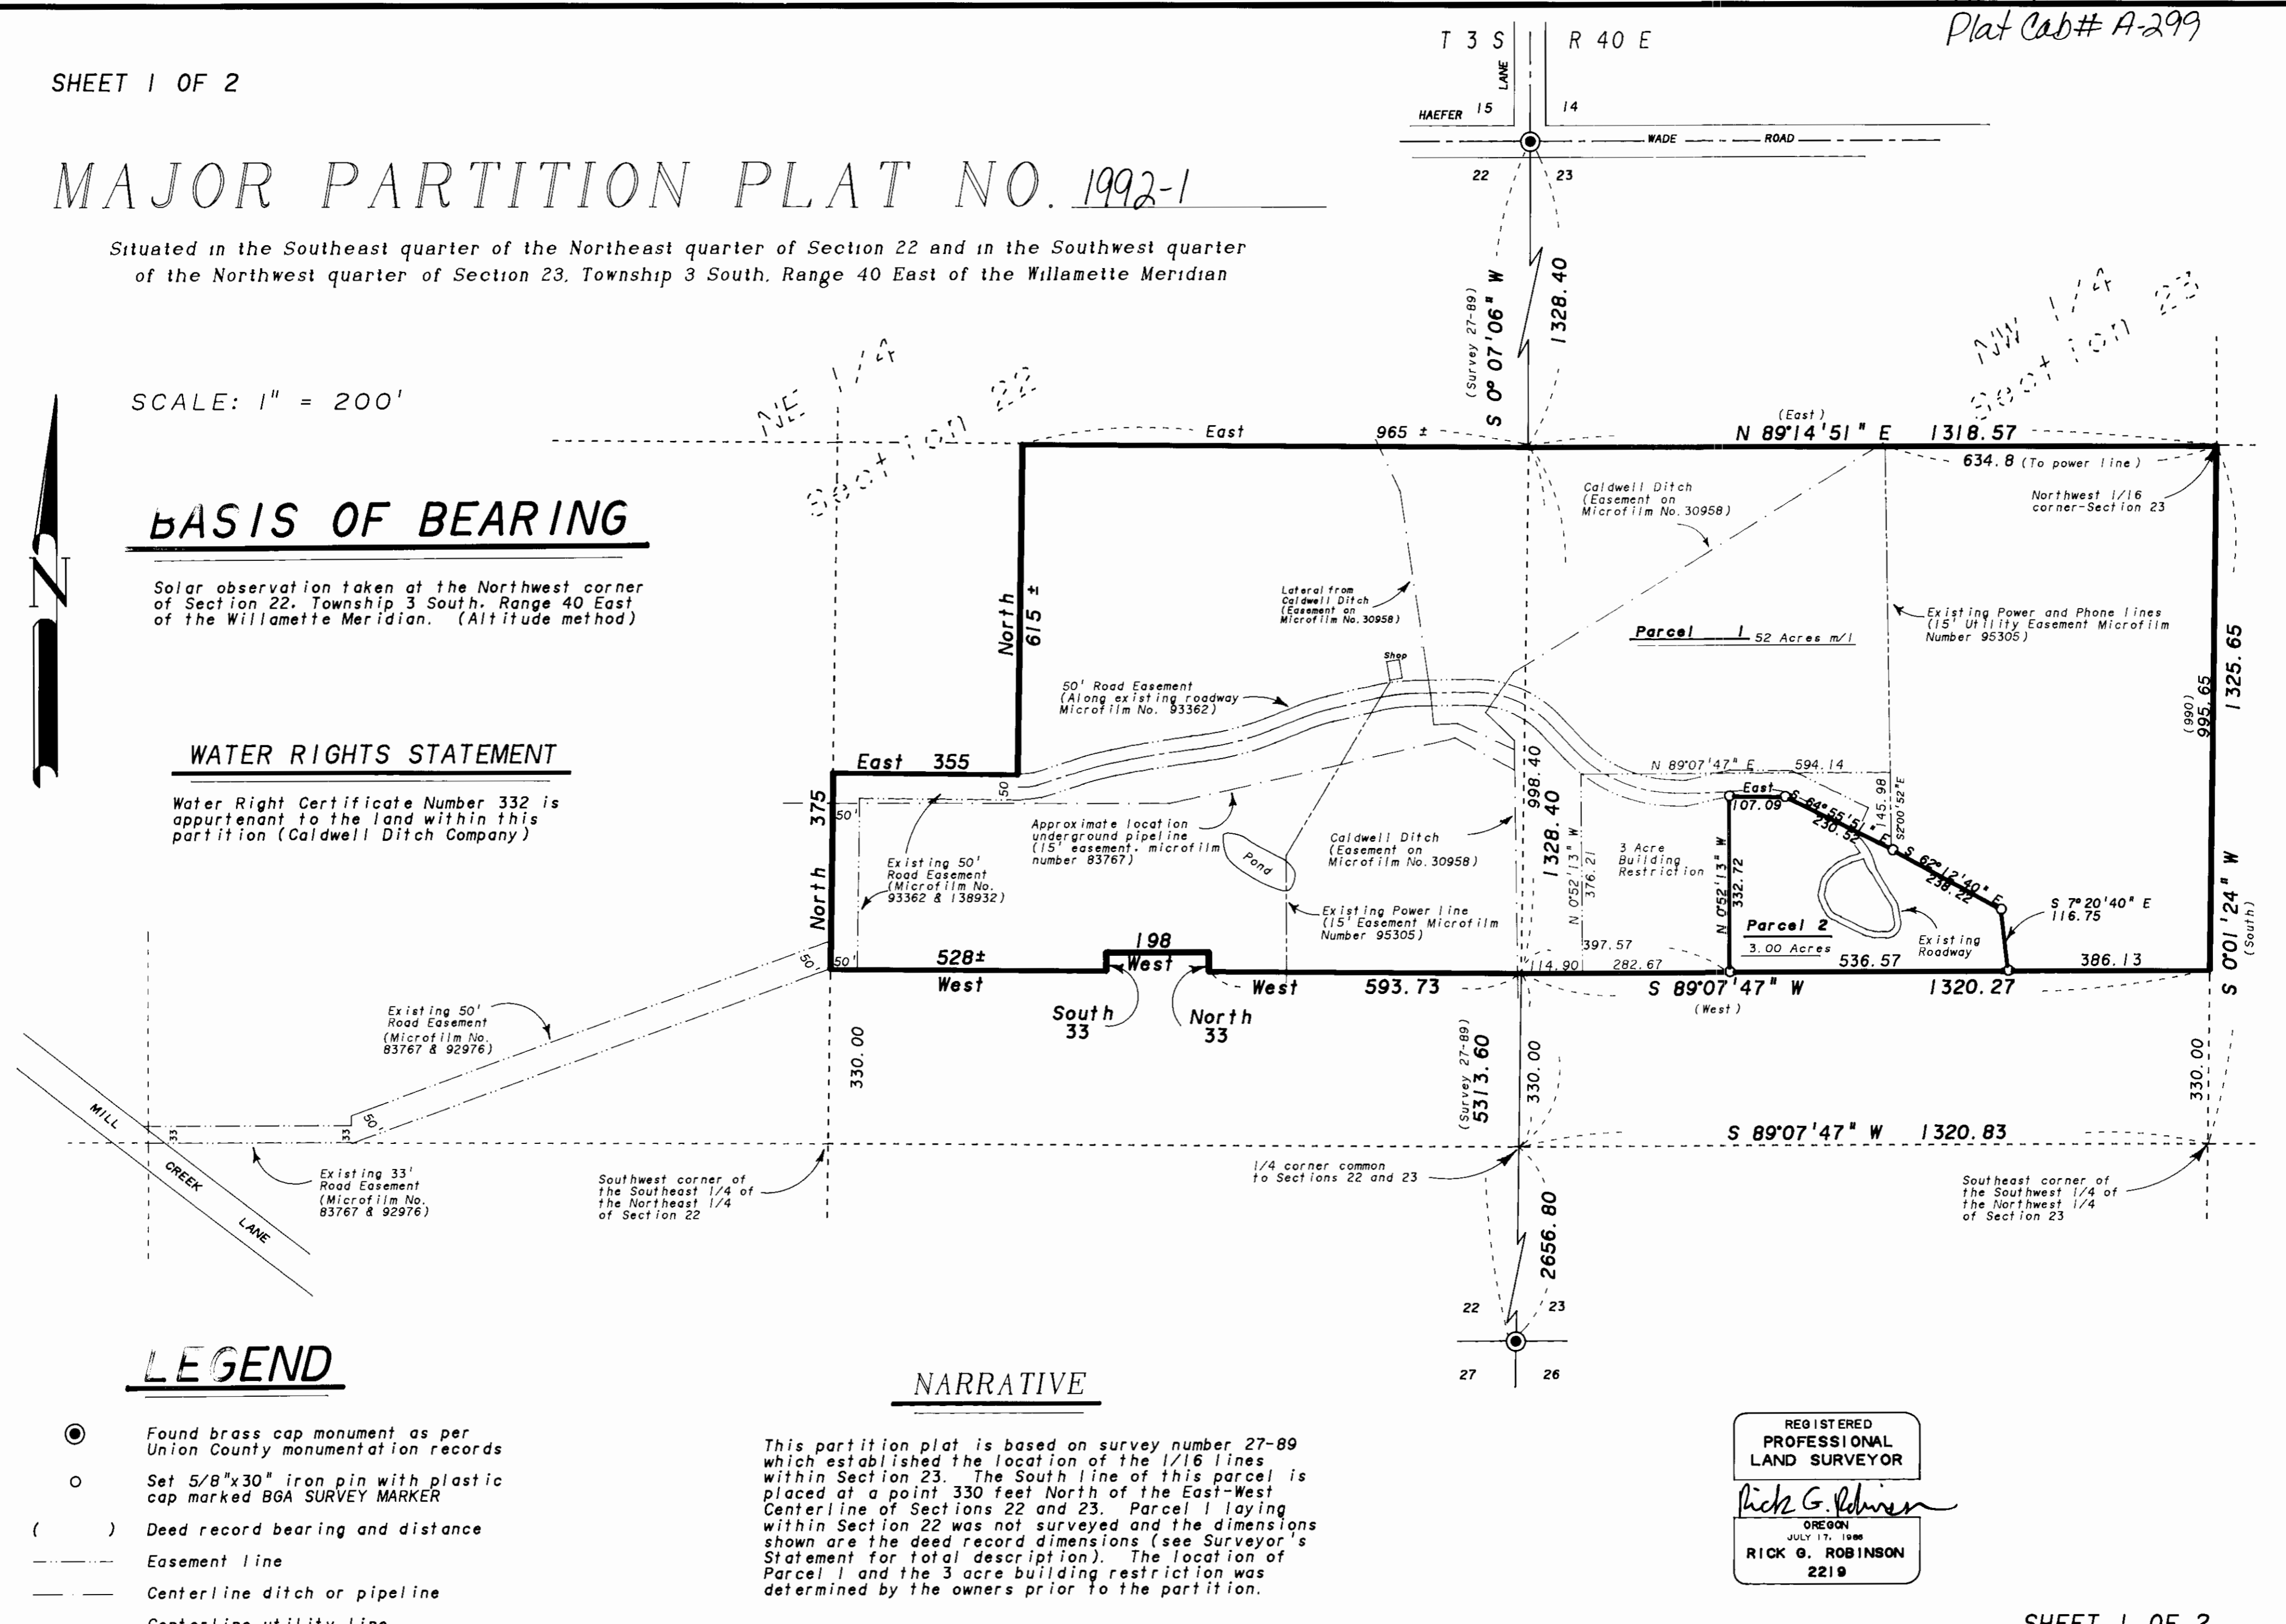 Plat Cab# A-299
SHEET 1 OF 2
T 3 S R 40 E
LANE
HAEFER 15 14
WADE ROAD
22 23
MAJOR PARTITION PLAT NO. 1992-1
Situated in the Southeast quarter of the Northeast quarter of Section 22 and in the Southwest quarter
of the Northwest quarter of Section 23, Township 3 South, Range 40 East of the Willamette Meridian
(Survey 27-89)
S 0° 07'06" W
1328.40
NE 1/4
Section 22
NW 1/4
Section 23
SCALE: 1" = 200'
N
BASIS OF BEARING
Solar observation taken at the Northwest corner
of Section 22, Township 3 South, Range 40 East
of the Willamette Meridian. (Altitude method)
WATER RIGHTS STATEMENT
Water Right Certificate Number 332 is
appurtenant to the land within this
partition (Caldwell Ditch Company)
East 965 ±
(East)
N 89°14'51" E 1318.57
634.8 (To power line)
Northwest 1/16
corner-Section 23
Caldwell Ditch
(Easement on
Microfilm No. 30958)
Lateral from
Caldwell Ditch
(Easement on
Microfilm No. 30958)
North
615 ±
Parcel 1 52 Acres m/l
Existing Power and Phone lines
(15' Utility Easement Microfilm
Number 95305)
1325.65
(990)
995.65
Shop
50' Road Easement
(Along existing roadway
Microfilm No. 93362)
East 355
50'
North 375
50'
50'
50'
Approximate location
underground pipeline
(15' easement, microfilm
number 83767)
Existing 50'
Road Easement
(Microfilm No.
93362 & 138932)
Pond
Caldwell Ditch
(Easement on
Microfilm No. 30958)
Existing Power line
(15' Easement Microfilm
Number 95305)
998.40
1328.40
N 89°07'47" E 594.14
N 0°52'13" W
376.21
3 Acre
Building
Restriction
East
107.09
S 64°55'51" E
230.52
145.98
S2°00'52"E
S 62°12'40" E
238.22
N 0°52'13" W
332.72
Parcel 2
3.00 Acres
Existing
Roadway
S 7°20'40" E
116.75
S 0°01'24" W
(South)
397.57
114.90 282.67
536.57
386.13
528±
West
198
West
South
33
North
33
West 593.73
S 89°07'47" W 1320.27
(West)
Existing 50'
Road Easement
(Microfilm No.
83767 & 92976)
330.00
(Survey 27-89)
5313.60
330.00
330.00
50'
33
33
MILL
CREEK
LANE
Existing 33'
Road Easement
(Microfilm No.
83767 & 92976)
Southwest corner of
the Southeast 1/4 of
the Northeast 1/4
of Section 22
1/4 corner common
to Sections 22 and 23
S 89°07'47" W 1320.83
Southeast corner of
the Southwest 1/4 of
the Northwest 1/4
of Section 23
2656.80
22 23
27 26
LEGEND
Found brass cap monument as per
Union County monumentation records
Set 5/8"x30" iron pin with plastic
cap marked BGA SURVEY MARKER
( ) Deed record bearing and distance
Easement line
Centerline ditch or pipeline
Centerline utility line
NARRATIVE
This partition plat is based on survey number 27-89
which established the location of the 1/16 lines
within Section 23. The South line of this parcel is
placed at a point 330 feet North of the East-West
Centerline of Sections 22 and 23. Parcel 1 laying
within Section 22 was not surveyed and the dimensions
shown are the deed record dimensions (see Surveyor's
Statement for total description). The location of
Parcel 1 and the 3 acre building restriction was
determined by the owners prior to the partition.
REGISTERED
PROFESSIONAL
LAND SURVEYOR
Rick G. Robinson
OREGON
JULY 17, 1986
RICK G. ROBINSON
2219
SHEET 1 OF 2